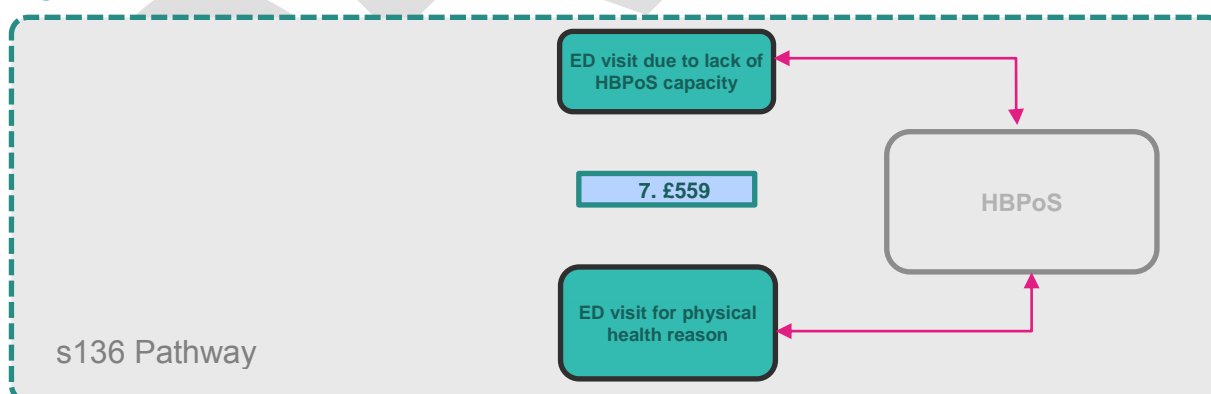 ED visit due to lack of
HBPoS capacity
7. £559
HBPoS
ED visit for physical
health reason
s136 Pathway